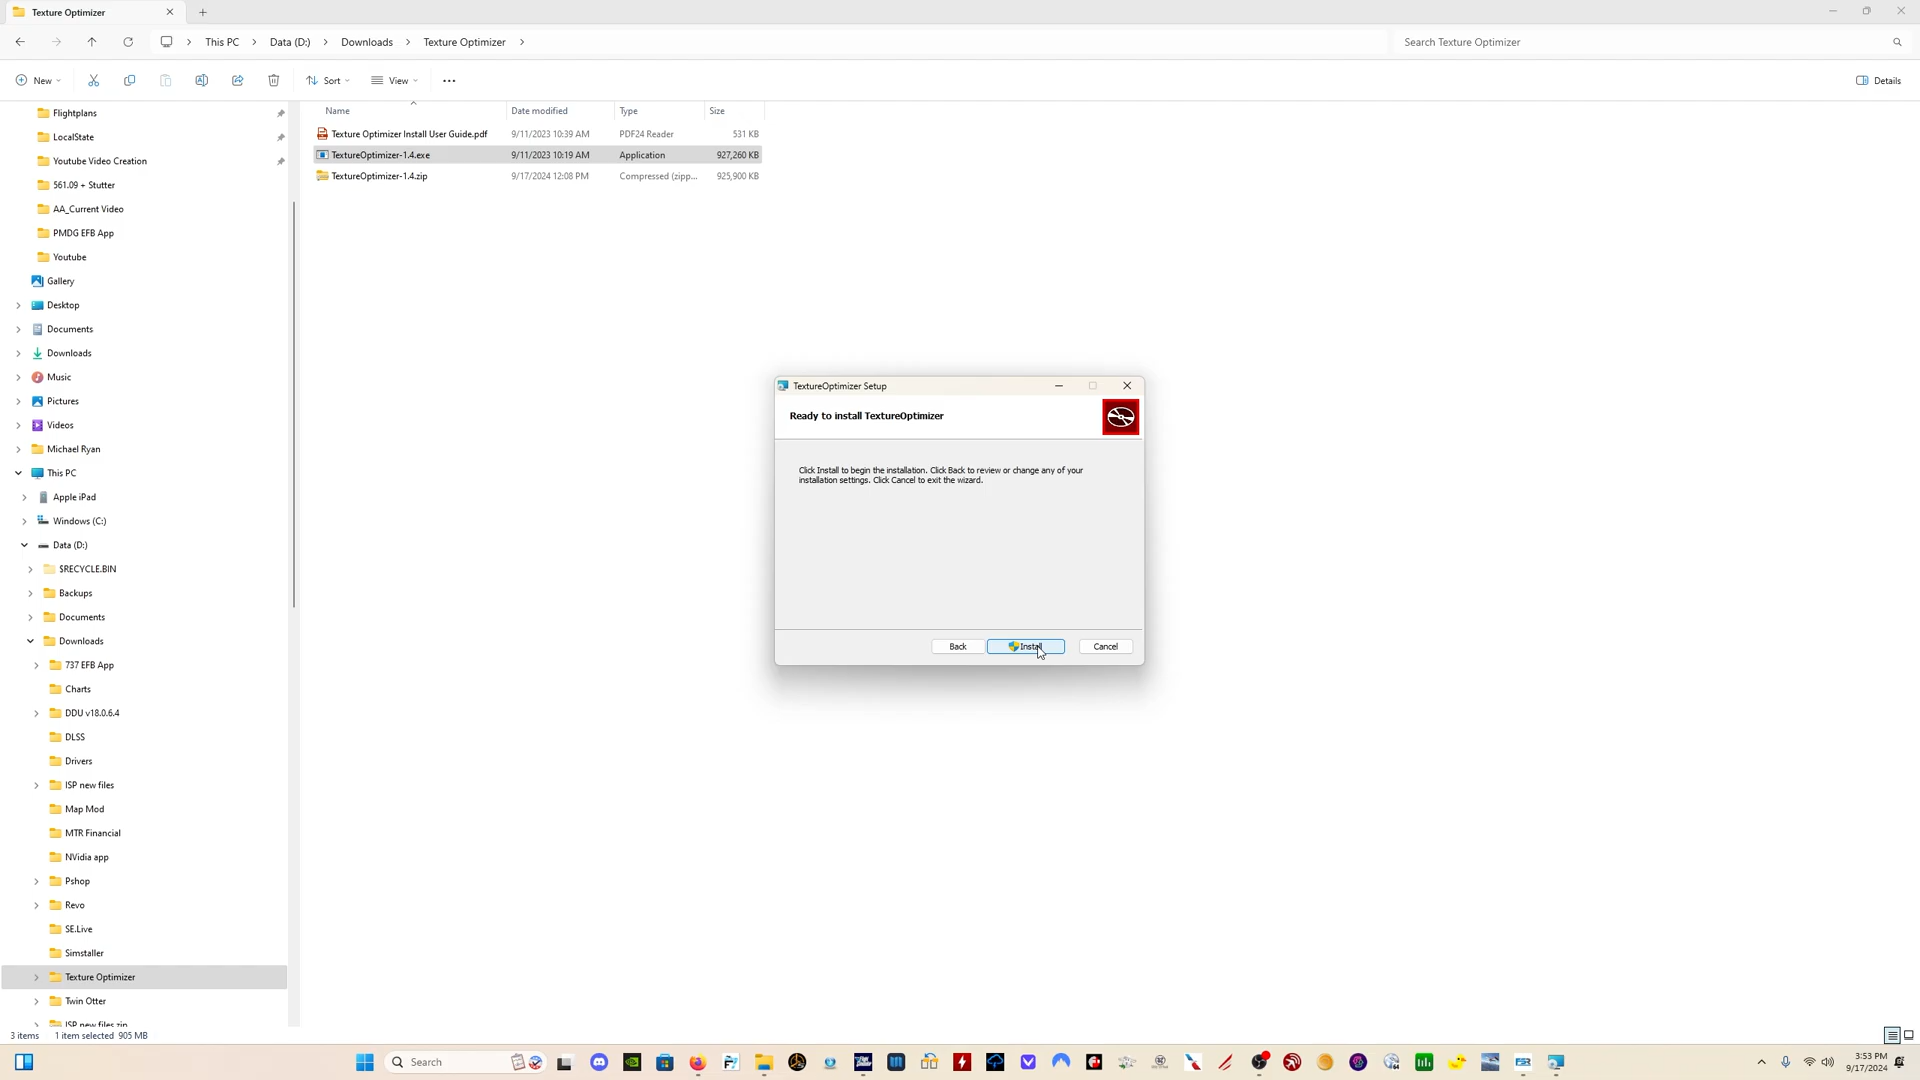 Texture Optimizer
This PC
Data (D:)
Downloads
Texture Optimizer
Search Texture Optimizer
New
Sort
View
Details
Flightplans
LocalState
Youtube Video Creation
561.09 + Stutter
AA_Current Video
PMDG EFB App
Youtube
Gallery
Desktop
Documents
Downloads
Music
Pictures
Videos
Michael Ryan
This PC
Apple iPad
Windows (C:)
Data (D:)
$RECYCLE.BIN
Backups
Documents
Downloads
737 EFB App
Charts
DDU v18.0.6.4
DLSS
Drivers
ISP new files
Map Mod
MTR Financial
NVidia app
Pshop
Revo
SE.Live
Simstaller
Texture Optimizer
Twin Otter
ISP new files.zip
Name Date modified Type Size
Texture Optimizer Install User Guide.pdf 9/11/2023 10:39 AM PDF24 Reader 531 KB
TextureOptimizer-1.4.exe 9/11/2023 10:19 AM Application 927,260 KB
TextureOptimizer-1.4.zip 9/17/2024 12:08 PM Compressed (zipp... 925,900 KB
TextureOptimizer Setup
Ready to install TextureOptimizer
Click Install to begin the installation. Click Back to review or change any of your
installation settings. Click Cancel to exit the wizard.
Back
Install
Cancel
3 items 1 item selected 905 MB
Search
3:53 PM
9/17/2024